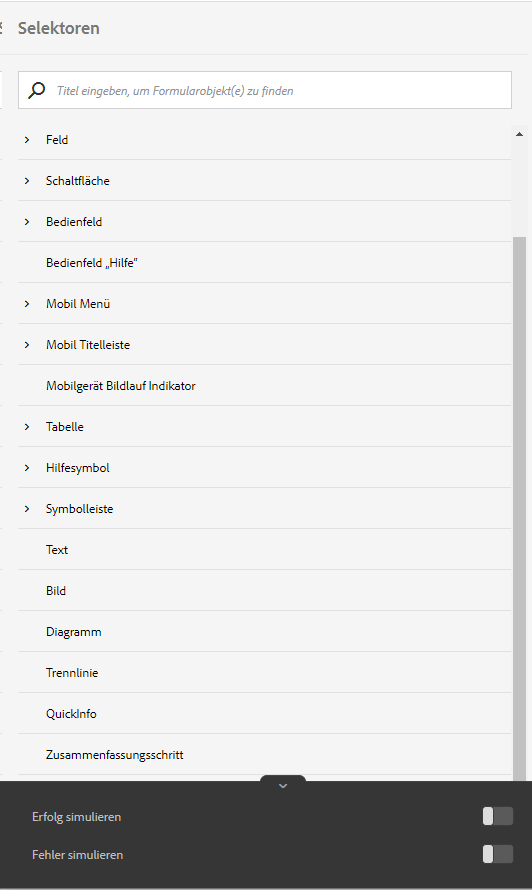 Selektoren
Titel eingeben, um Formularobjekt(e) zu finden
Feld
Schaltfläche
Bedienfeld
Bedienfeld „Hilfe“
Mobil Menü
Mobil Titelleiste
Mobilgerät Bildlauf Indikator
Tabelle
Hilfesymbol
Symbolleiste
Text
Bild
Diagramm
Trennlinie
QuickInfo
Zusammenfassungsschritt
Erfolg simulieren
Fehler simulieren